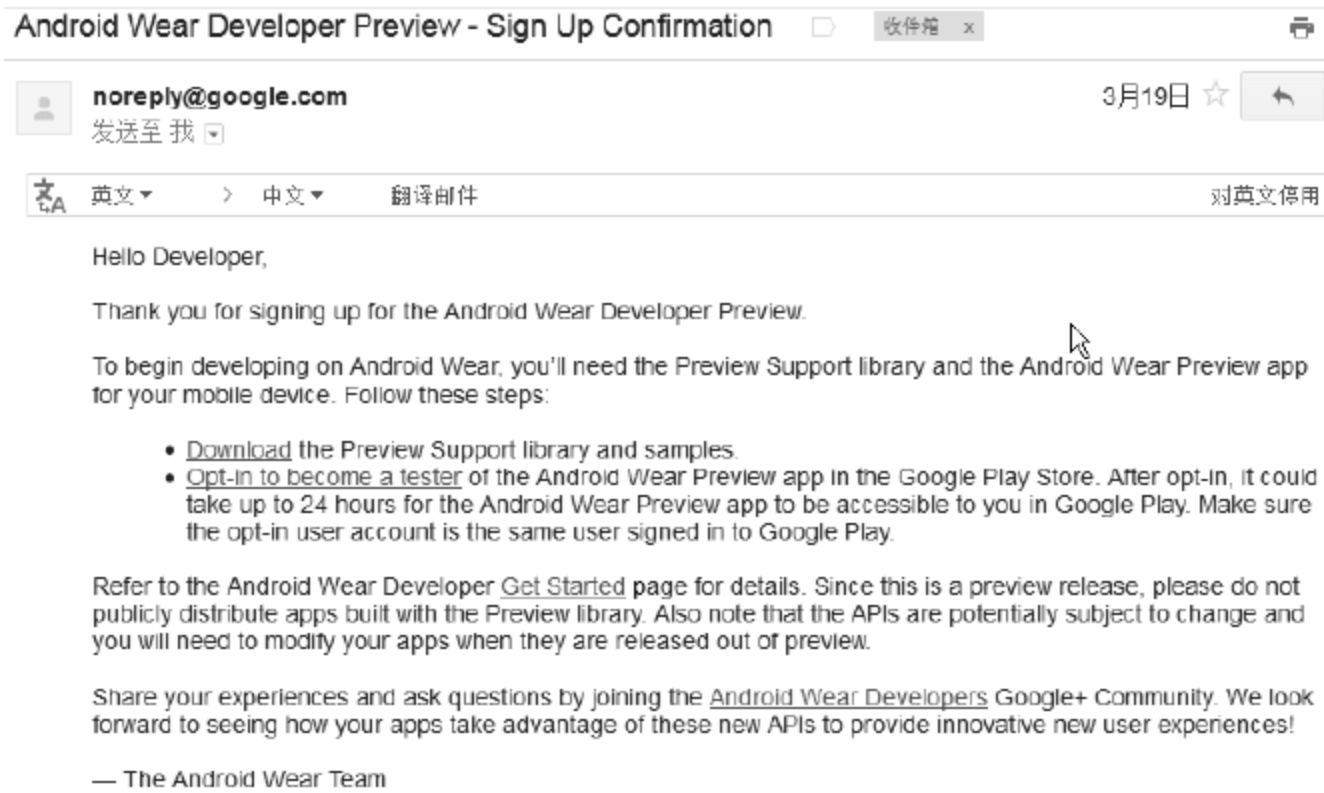 Android Wear Developer Preview - Sign Up Confirmation 收件箱 x
noreply@google.com 3月19日
发送至 我
英文 > 中文 翻译邮件 对英文停用
Hello Developer,
Thank you for signing up for the Android Wear Developer Preview.
To begin developing on Android Wear, you'll need the Preview Support library and the Android Wear Preview app
for your mobile device. Follow these steps:
• Download the Preview Support library and samples.
• Opt-in to become a tester of the Android Wear Preview app in the Google Play Store. After opt-in, it could
take up to 24 hours for the Android Wear Preview app to be accessible to you in Google Play. Make sure
the opt-in user account is the same user signed in to Google Play.
Refer to the Android Wear Developer Get Started page for details. Since this is a preview release, please do not
publicly distribute apps built with the Preview library. Also note that the APIs are potentially subject to change and
you will need to modify your apps when they are released out of preview.
Share your experiences and ask questions by joining the Android Wear Developers Google+ Community. We look
forward to seeing how your apps take advantage of these new APIs to provide innovative new user experiences!
— The Android Wear Team